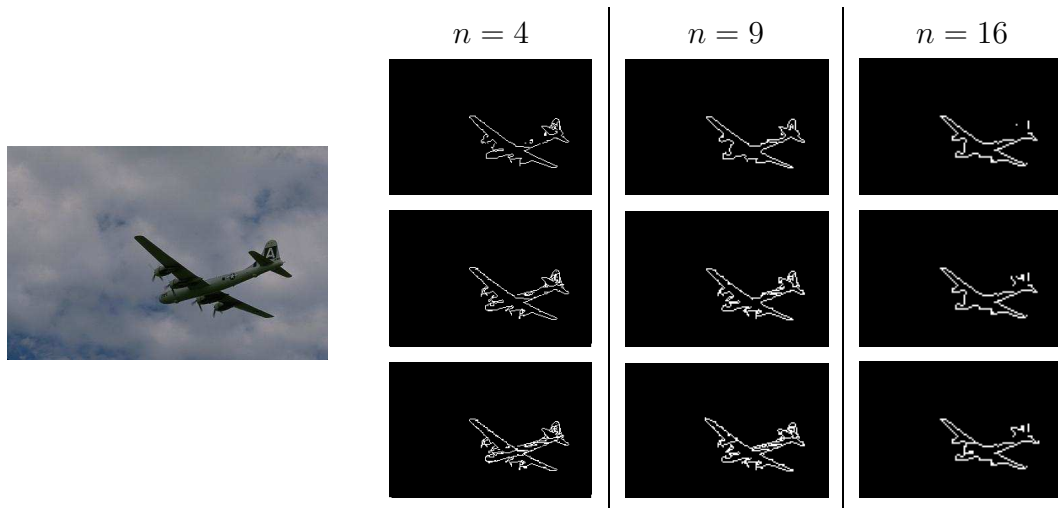 n = 4
n = 9
n = 16
A